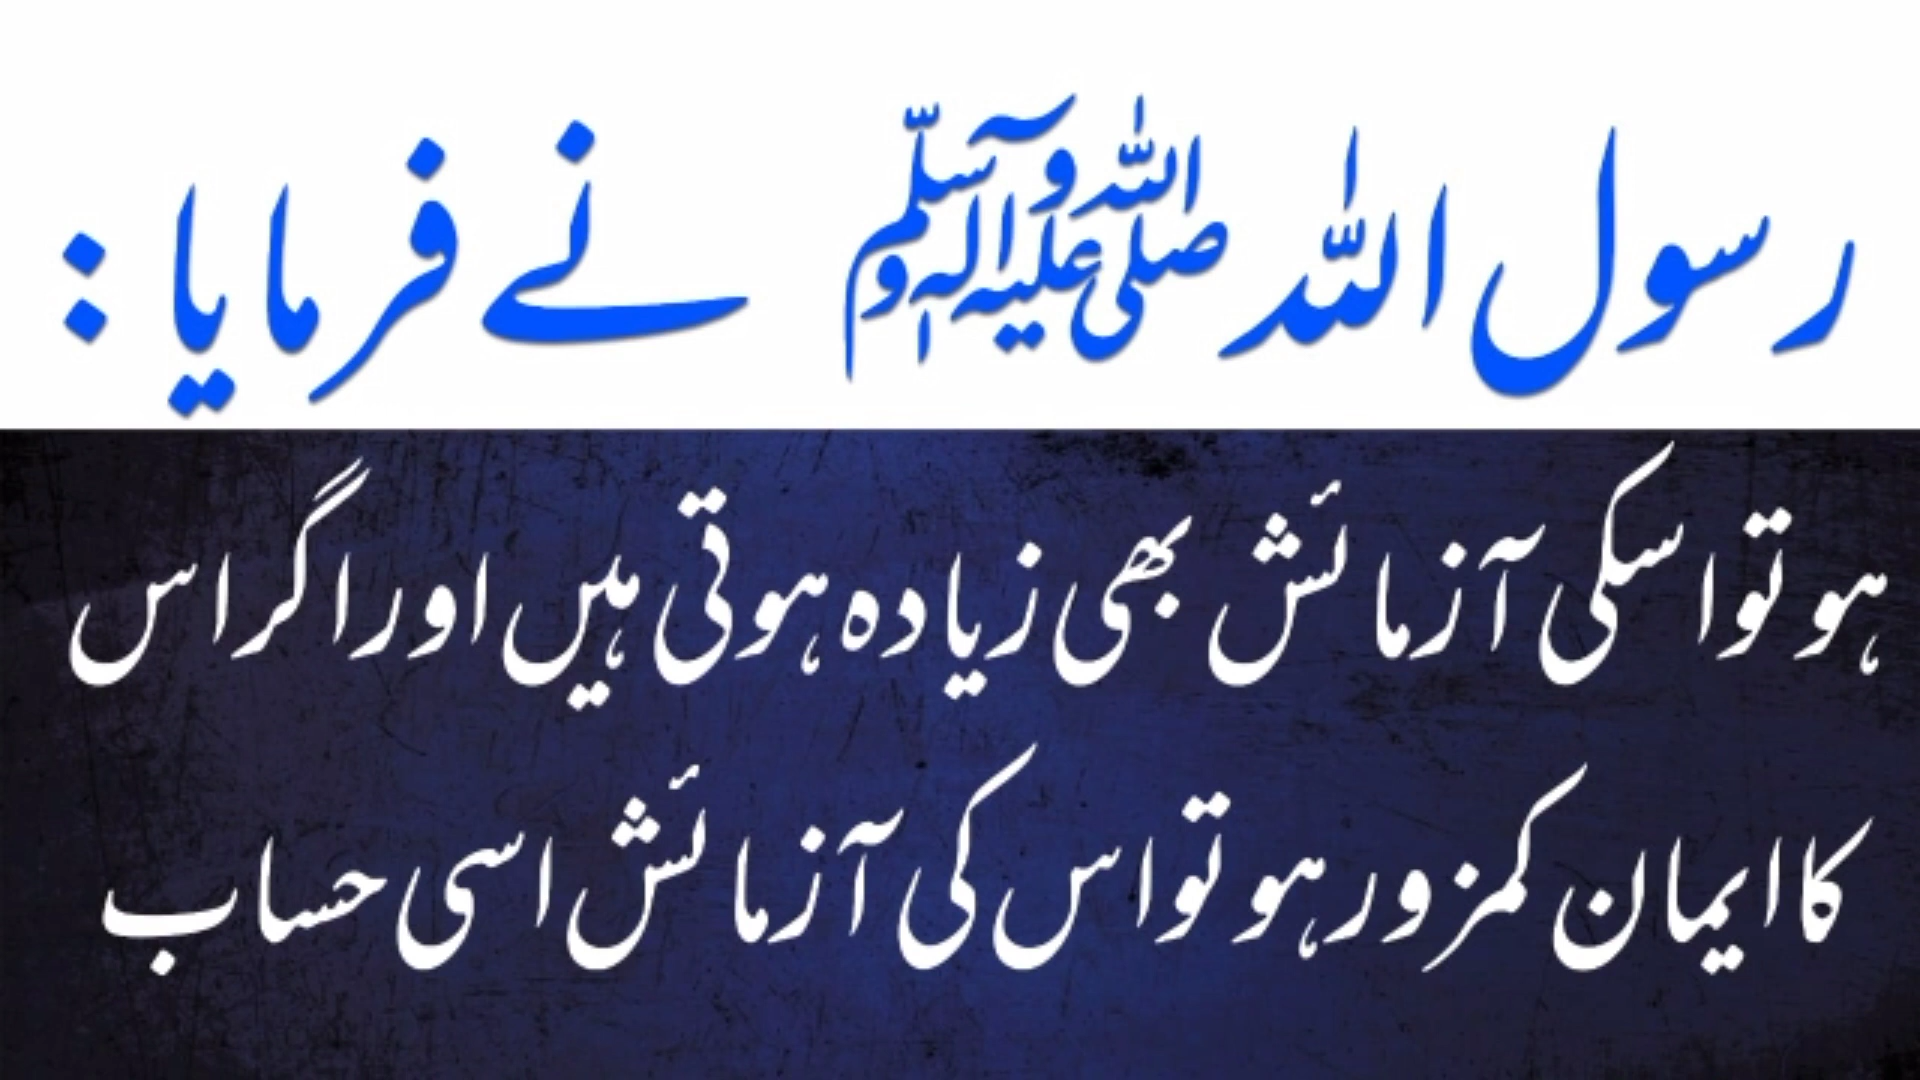 رسول اللہ صلی اللہ علیہ وآلہ وسلم نے فرمایا :
ہو تو اسکی آزمائش بھی زیادہ ہوتی ہیں اور اگر اس
کا ایمان کمزور ہو تو اس کی آزمائش اسی حساب